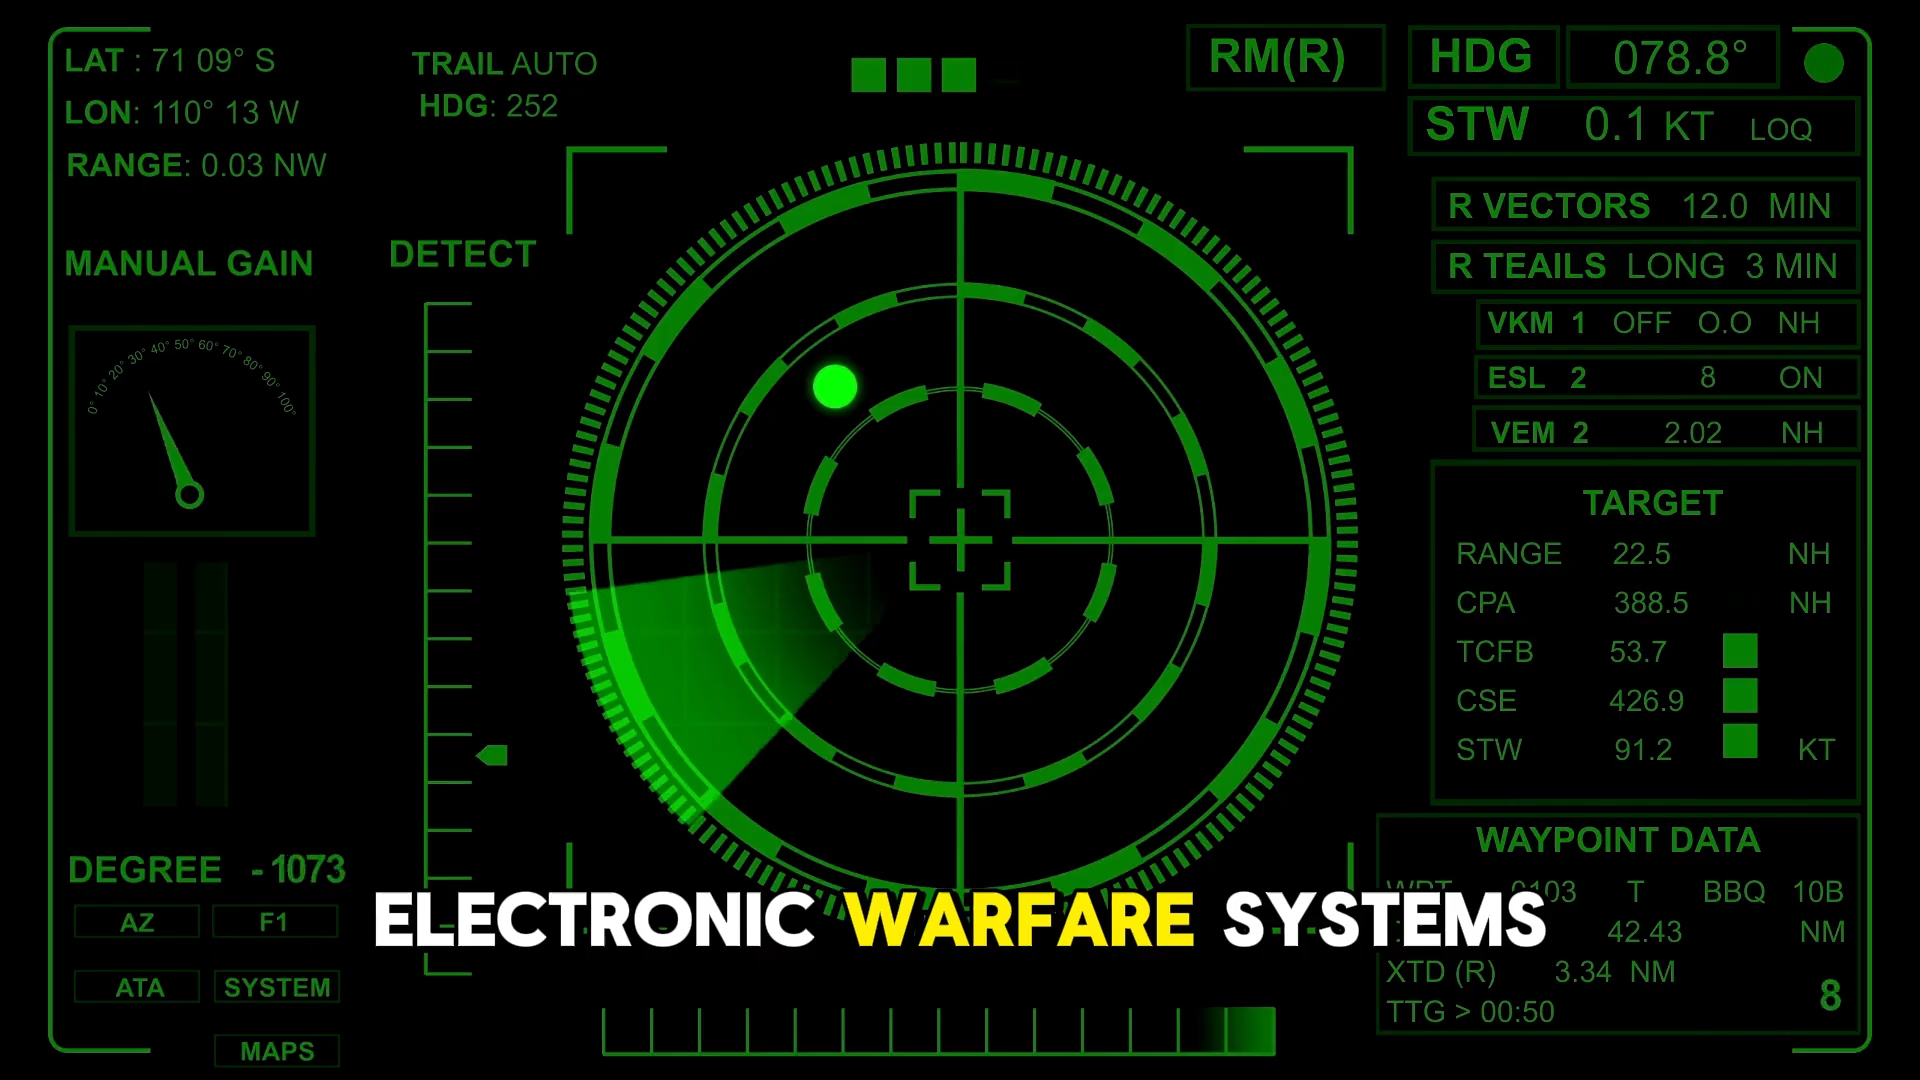 LAT : 71 09° S
LON: 110° 13 W
RANGE: 0.03 NW
TRAIL AUTO
HDG: 252
RM(R)
HDG 078.8°
STW 0.1 KT LOQ
MANUAL GAIN
0° 10° 20° 30° 40° 50° 60° 70° 80° 90° 100°
DETECT
R VECTORS 12.0 MIN
R TEAILS LONG 3 MIN
VKM 1 OFF O.O NH
ESL 2 8 ON
VEM 2 2.02 NH
TARGET
RANGE 22.5 NH
CPA 388.5 NH
TCFB 53.7
CSE 426.9
STW 91.2 KT
WAYPOINT DATA
WPT 0103 T BBQ 10B
42.43 NM
XTD (R) 3.34 NM
TTG > 00:50
8
DEGREE -1073
AZ F1
ATA SYSTEM
MAPS
ELECTRONIC WARFARE SYSTEMS